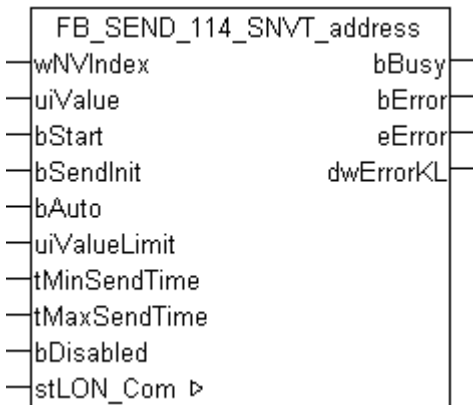 FB_SEND_114_SNVT_address
wNVIndex bBusy
uiValue bError
bStart eError
bSendInit dwErrorKL
bAuto
uiValueLimit
tMinSendTime
tMaxSendTime
bDisabled
stLON_Com ▷